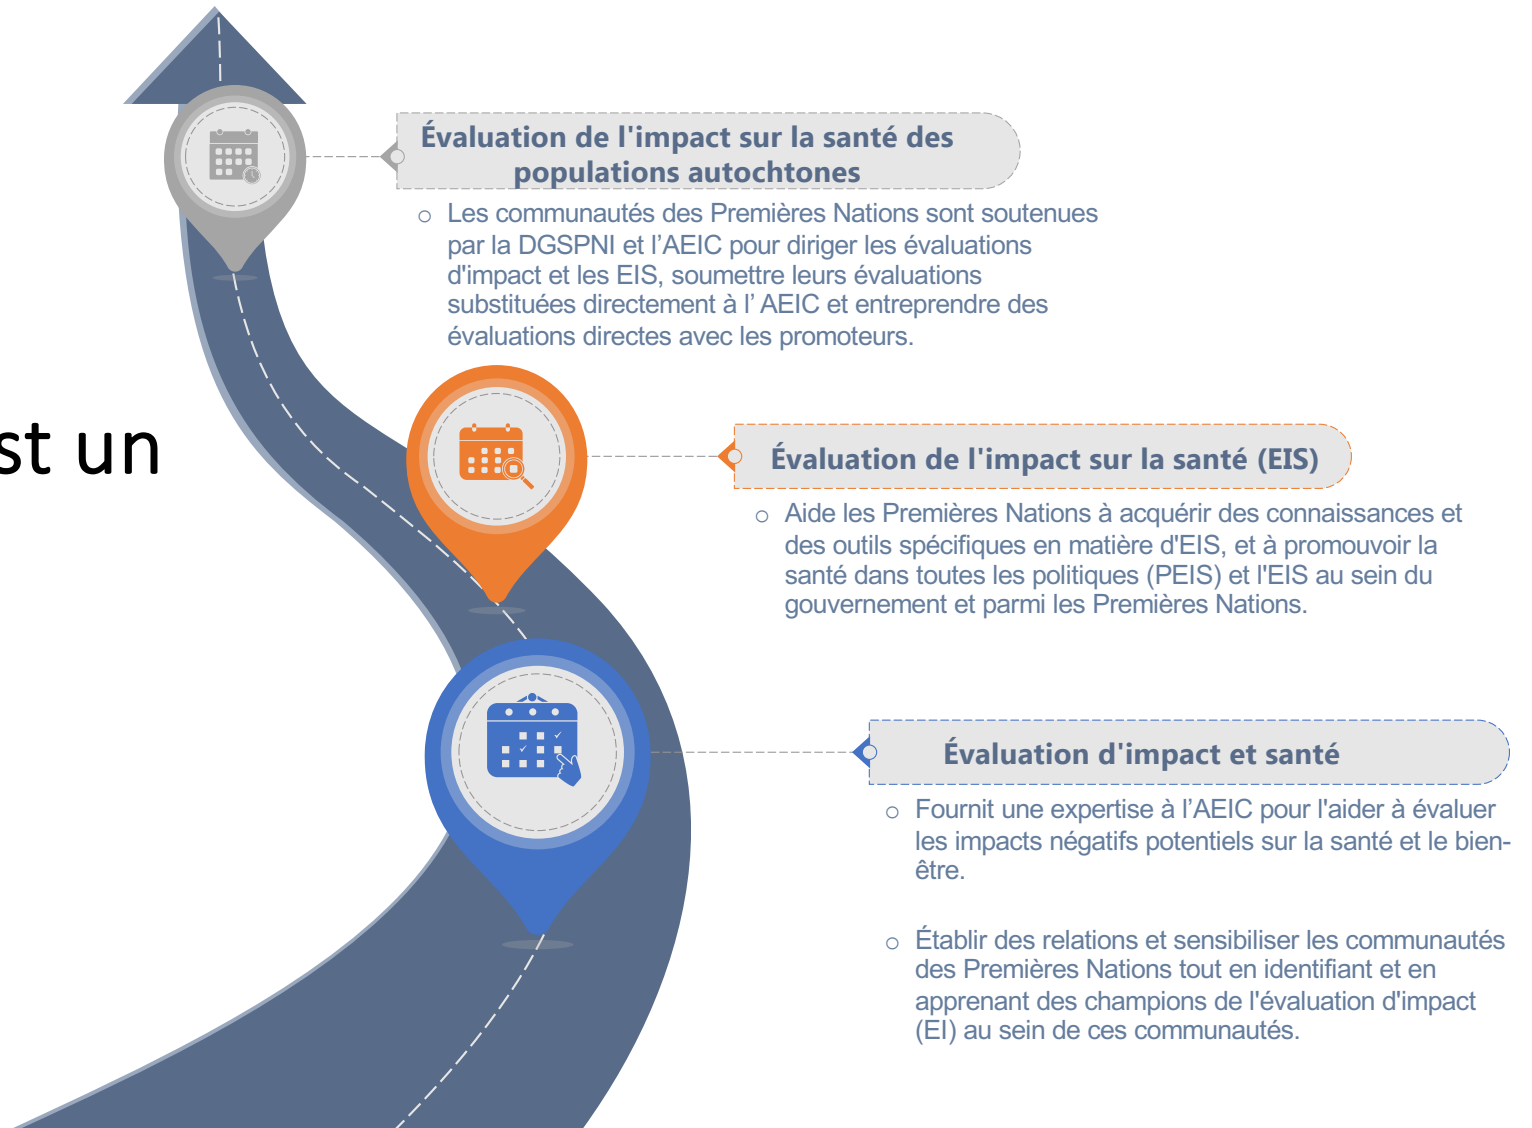 Évaluation de l'impact sur la santé des
populations autochtones
○ Les communautés des Premières Nations sont soutenues
par la DGSPNI et l’AEIC pour diriger les évaluations
d'impact et les EIS, soumettre leurs évaluations
substituées directement à l’ AEIC et entreprendre des
évaluations directes avec les promoteurs.
st un
Évaluation de l'impact sur la santé (EIS)
○ Aide les Premières Nations à acquérir des connaissances et
des outils spécifiques en matière d'EIS, et à promouvoir la
santé dans toutes les politiques (PEIS) et l'EIS au sein du
gouvernement et parmi les Premières Nations.
Évaluation d'impact et santé
○ Fournit une expertise à l’AEIC pour l'aider à évaluer
les impacts négatifs potentiels sur la santé et le bien-
être.
○ Établir des relations et sensibiliser les communautés
des Premières Nations tout en identifiant et en
apprenant des champions de l'évaluation d'impact
(EI) au sein de ces communautés.